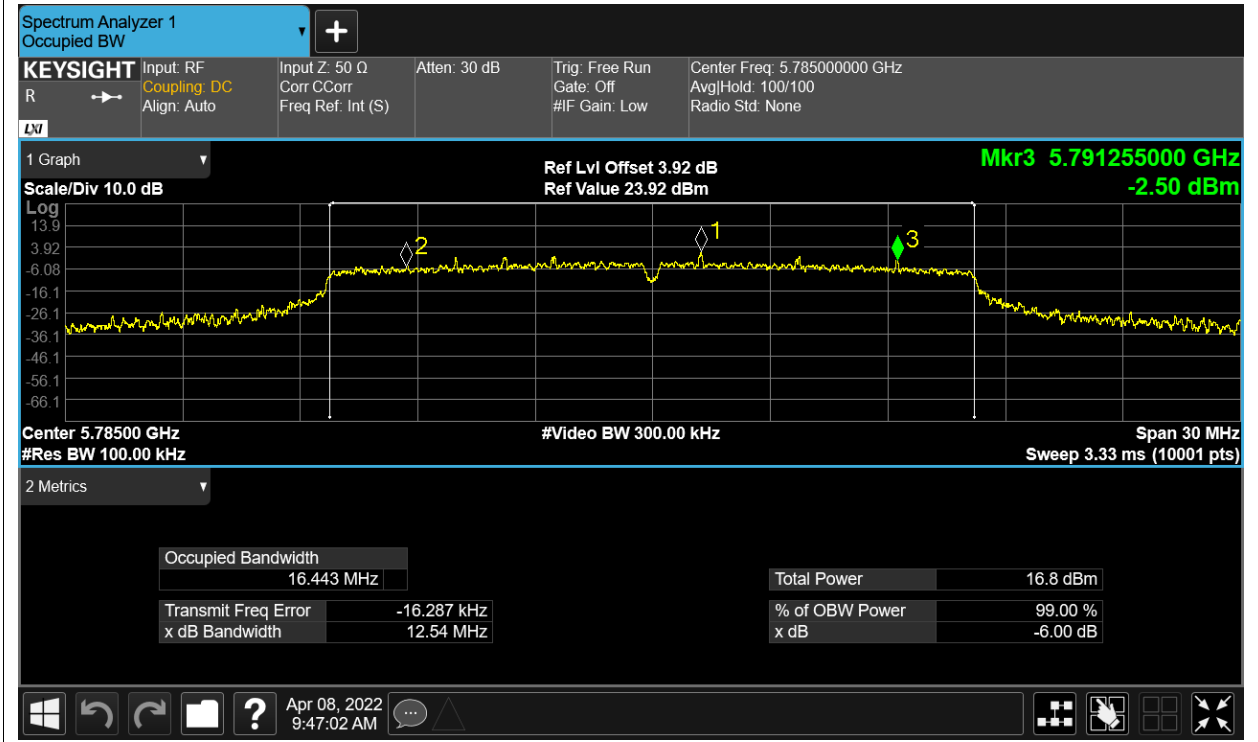 Spectrum Analyzer 1
Occupied BW
KEYSIGHT
R
LXI
Input: RF
Coupling: DC
Align: Auto
Input Z: 50 Ω
Corr CCorr
Freq Ref: Int (S)
Atten: 30 dB
Trig: Free Run
Gate: Off
#IF Gain: Low
Center Freq: 5.785000000 GHz
Avg|Hold: 100/100
Radio Std: None
1 Graph
Scale/Div 10.0 dB
Ref Lvl Offset 3.92 dB
Ref Value 23.92 dBm
Mkr3 5.791255000 GHz
-2.50 dBm
Log
13.9
3.92
-6.08
-16.1
-26.1
-36.1
-46.1
-56.1
-66.1
2
1
3
Center 5.78500 GHz
#Video BW 300.00 kHz
Span 30 MHz
#Res BW 100.00 kHz
Sweep 3.33 ms (10001 pts)
2 Metrics
Occupied Bandwidth
16.443 MHz
Total Power 16.8 dBm
Transmit Freq Error -16.287 kHz
% of OBW Power 99.00 %
x dB Bandwidth 12.54 MHz
x dB -6.00 dB
Apr 08, 2022
9:47:02 AM